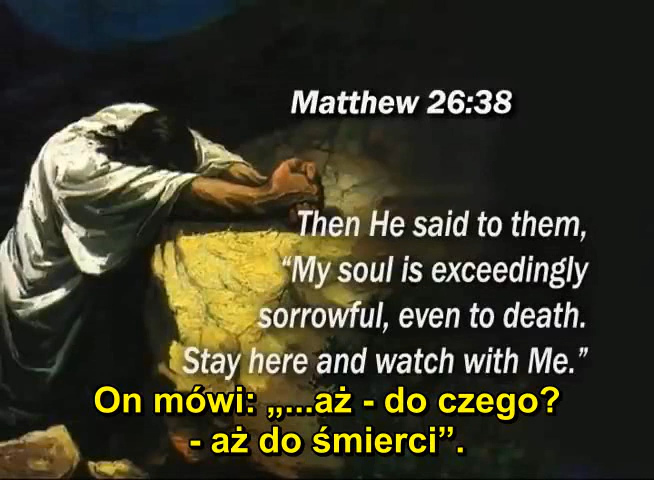 Matthew 26:38
Then He said to them,
“My soul is exceedingly
sorrowful, even to death.
Stay here and watch with Me.”
On mówi: „...aż - do czego?
- aż do śmierci”.